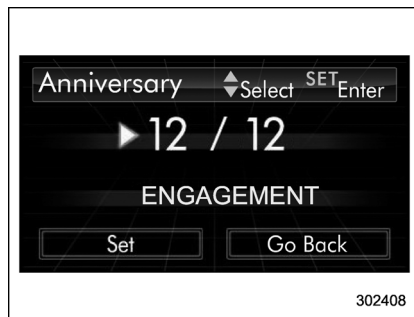 Anniversary Select SET Enter
12 / 12
ENGAGEMENT
Set Go Back
302408